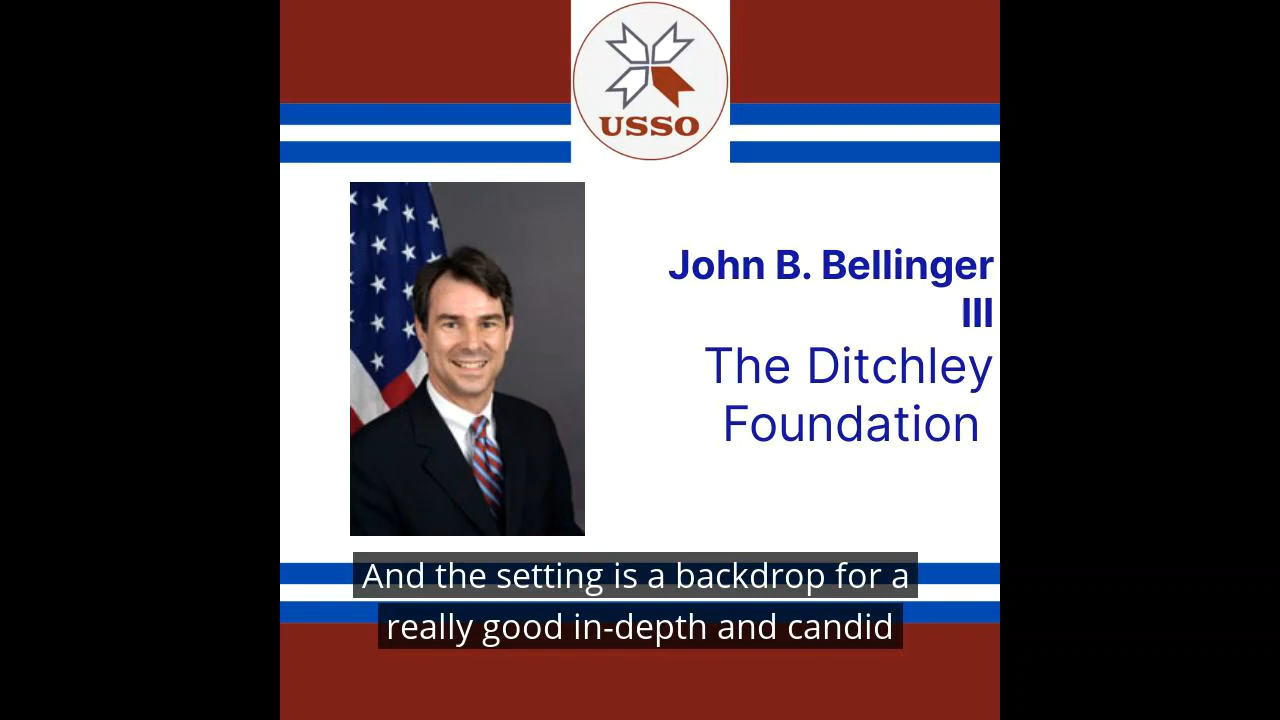 USSO
John B. Bellinger
III
The Ditchley
Foundation
And the setting is a backdrop for a
really good in-depth and candid